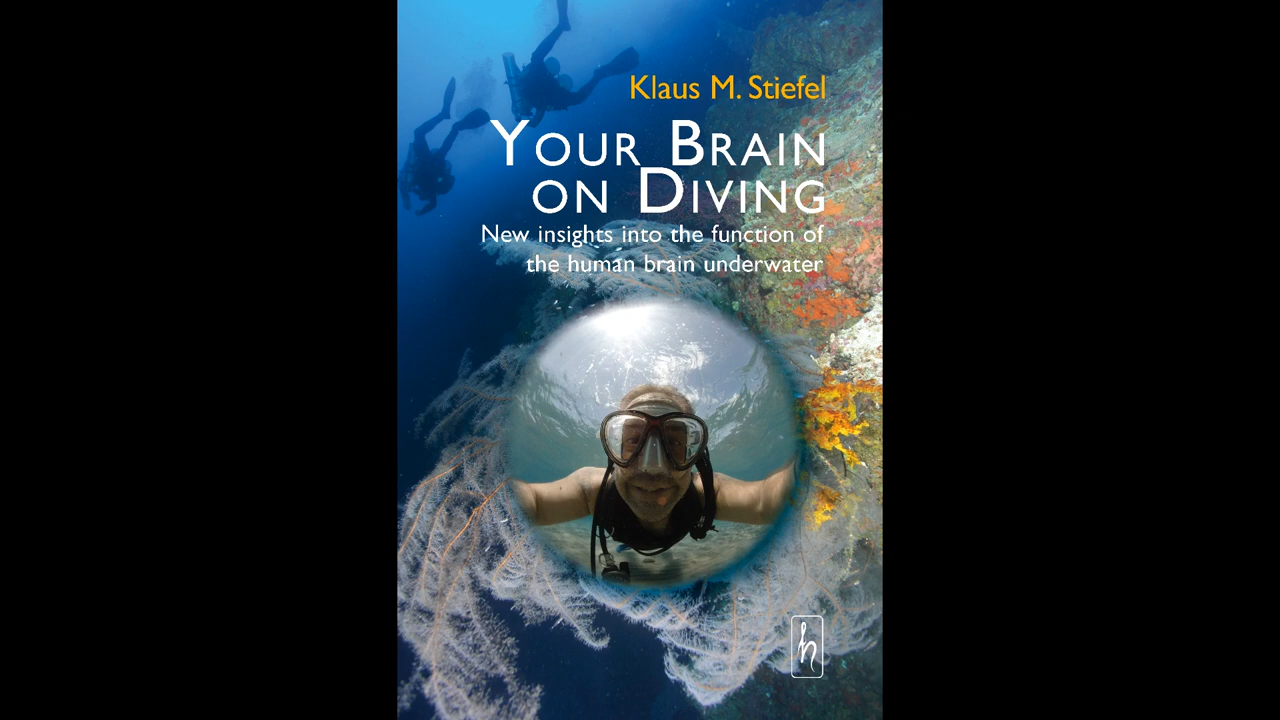 Klaus M. Stiefel
YOUR BRAIN
ON DIVING
New insights into the function of
the human brain underwater
h